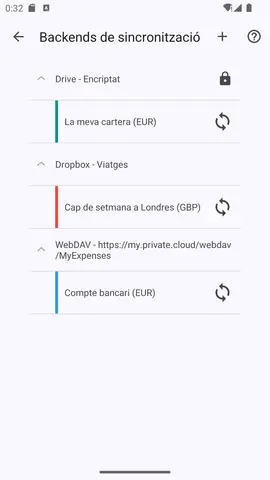 0:32
Backends de sincronització
Drive - Encriptat
La meva cartera (EUR)
Dropbox - Viatges
Cap de setmana a Londres (GBP)
WebDAV - https://my.private.cloud/webdav
/MyExpenses
Compte bancari (EUR)